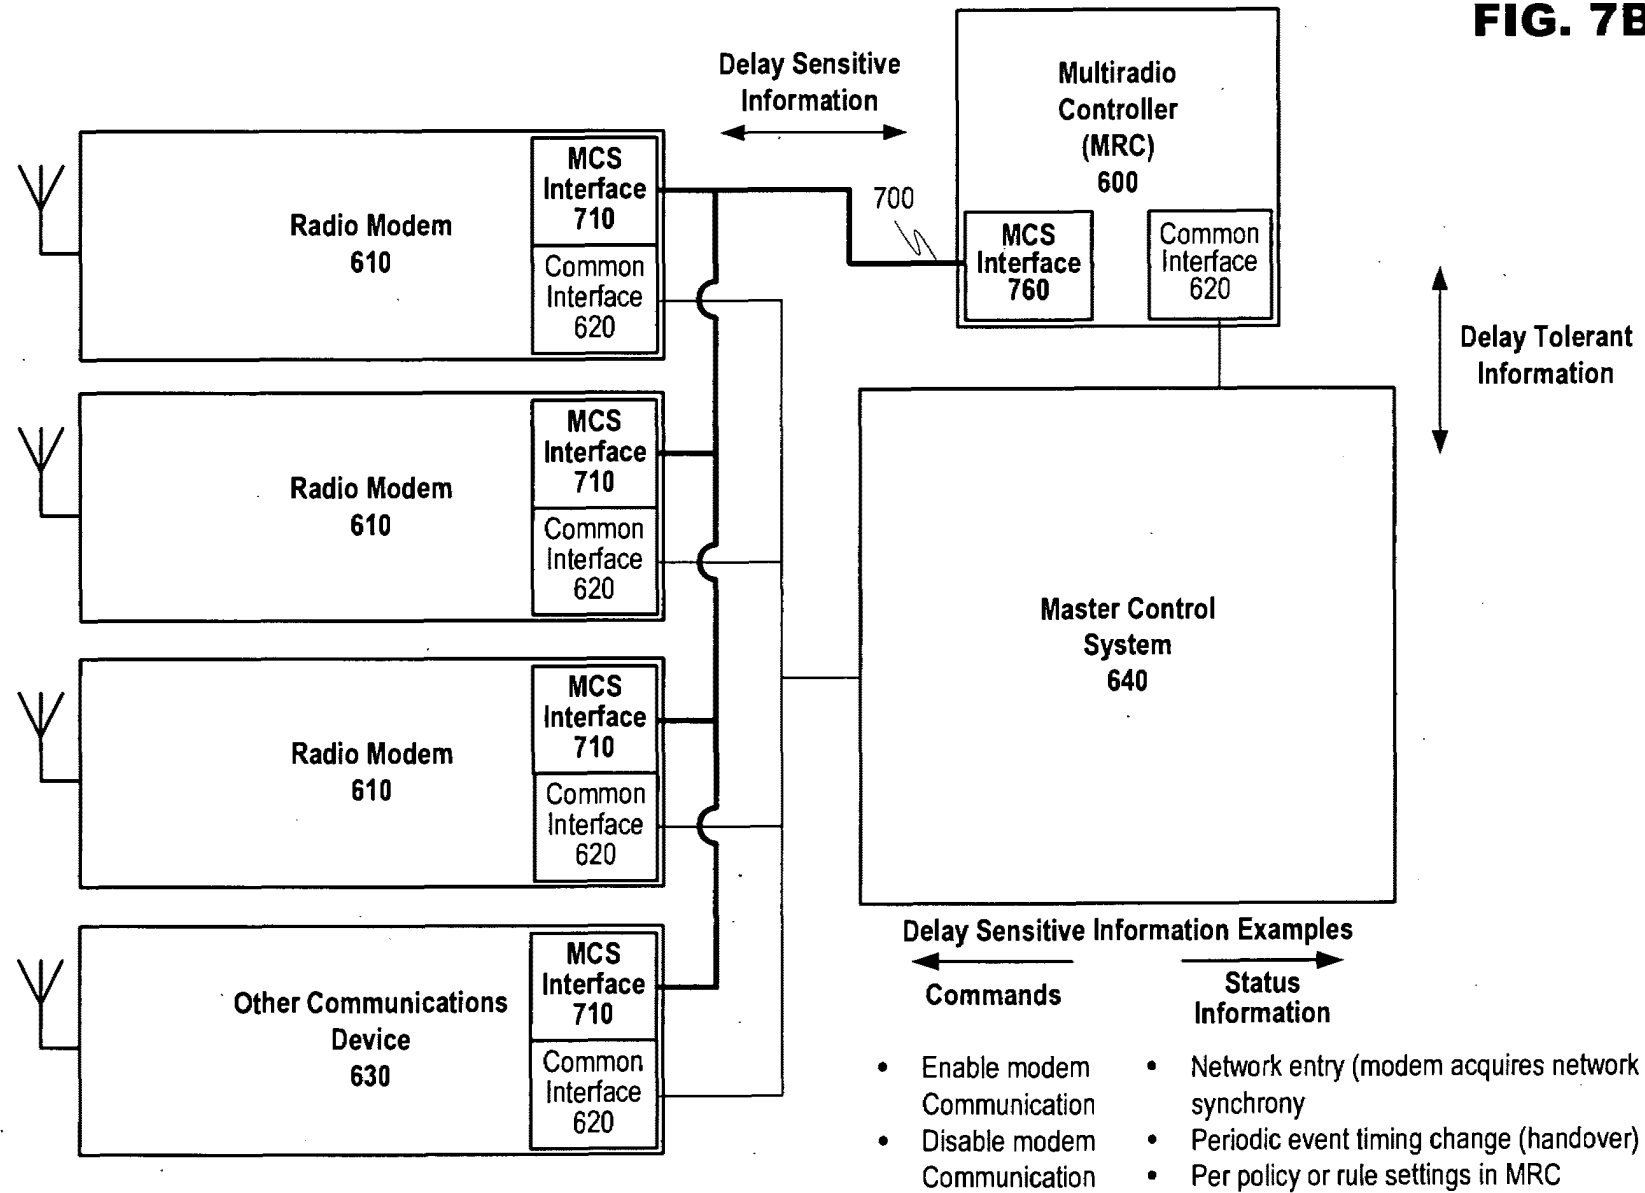 FIG. 7B
Delay Sensitive
Information
Multiradio
Controller
(MRC)
600
700
MCS
Interface
760
Common
Interface
620
Delay Tolerant
Information
Radio Modem
610
MCS
Interface
710
Common
Interface
620
Radio Modem
610
MCS
Interface
710
Common
Interface
620
Radio Modem
610
MCS
Interface
710
Common
Interface
620
Other Communications
Device
630
MCS
Interface
710
Common
Interface
620
Master Control
System
640
Delay Sensitive Information Examples
Commands
Status
Information
• Enable modem
Communication
• Disable modem
Communication
• Network entry (modem acquires network
synchrony
• Periodic event timing change (handover)
• Per policy or rule settings in MRC